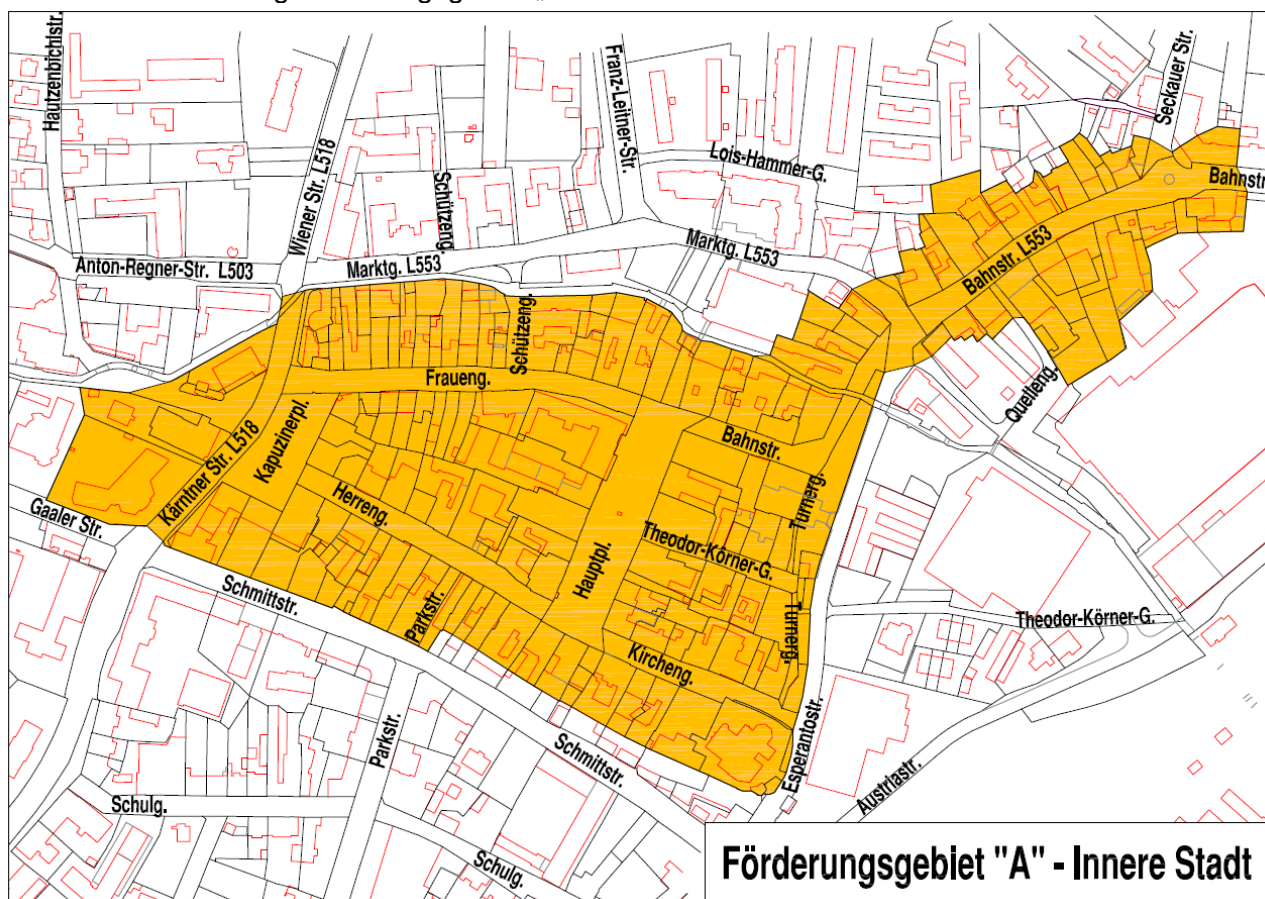 Hautzenbichlstr.
Wiener Str. L518
Franz-Leitner-Str.
Seckauer Str.
Schützeng.
Lois-Hammer-G.
Bahnstr
Anton-Regner-Str. L503
Marktg. L553
Marktg. L553
Bahnstr. L553
Schützeng.
Fraueng.
Quelleng.
Kapuzinerpl.
Kärntner Str. L518
Bahnstr.
Gaaler Str.
Herreng.
Turnerg.
Theodor-Körner-G.
Hauptpl.
Schmittstr.
Parkstr.
Turnerg.
Theodor-Körner-G.
Kircheng.
Parkstr.
Schmittstr.
Esperantostr.
Austriastr.
Schulg.
Schulg.
Förderungsgebiet "A" - Innere Stadt